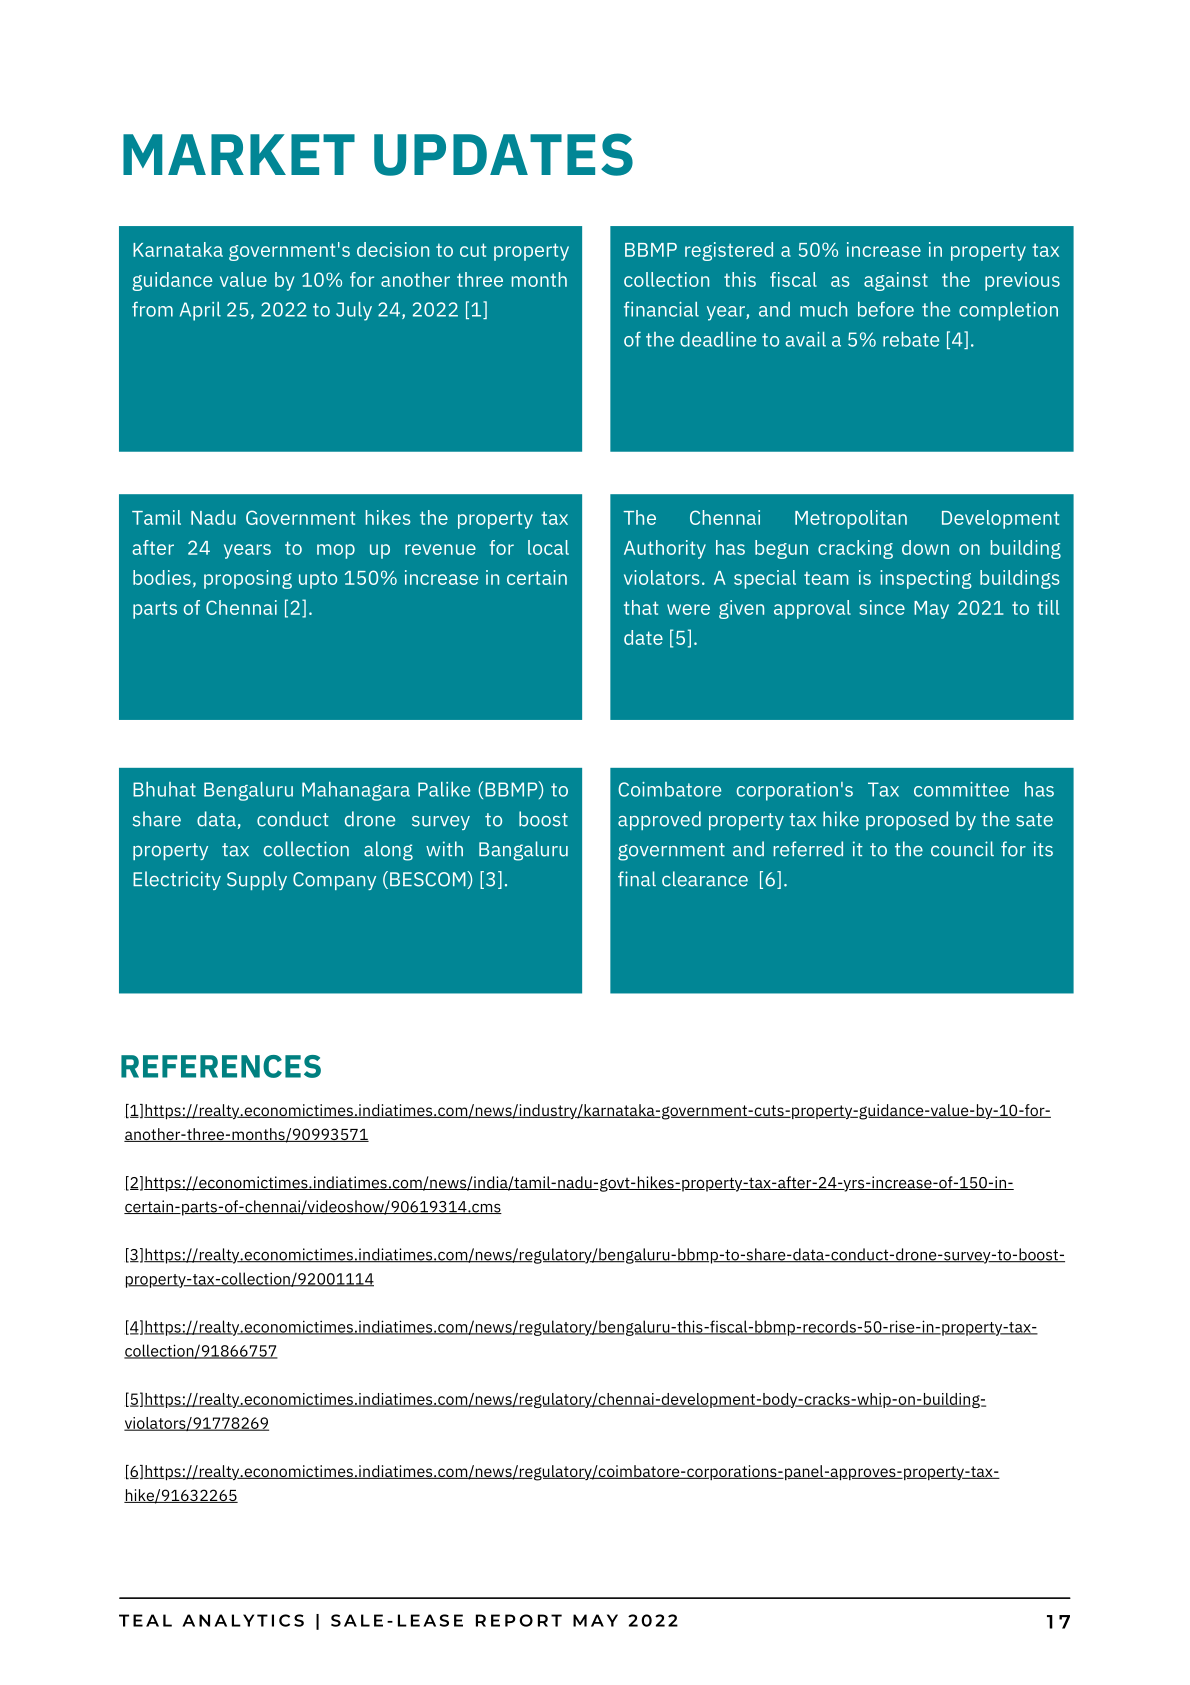 MARKET UPDATES
Karnataka government's decision to cut property
guidance value by 10% for another three month
from April 25, 2022 to July 24, 2022 [1]
BBMP registered a 50% increase in property tax
collection this fiscal as against the previous
financial year, and much before the completion
of the deadline to avail a 5% rebate [4].
Tamil Nadu Government hikes the property tax
after 24 years to mop up revenue for local
bodies, proposing upto 150% increase in certain
parts of Chennai [2].
The Chennai Metropolitan Development
Authority has begun cracking down on building
violators. A special team is inspecting buildings
that were given approval since May 2021 to till
date [5].
Bhuhat Bengaluru Mahanagara Palike (BBMP) to
share data, conduct drone survey to boost
property tax collection along with Bangaluru
Electricity Supply Company (BESCOM) [3].
Coimbatore corporation's Tax committee has
approved property tax hike proposed by the sate
government and referred it to the council for its
final clearance [6].
REFERENCES
[1]https://realty.economictimes.indiatimes.com/news/industry/karnataka-government-cuts-property-guidance-value-by-10-for-
another-three-months/90993571
[2]https://economictimes.indiatimes.com/news/india/tamil-nadu-govt-hikes-property-tax-after-24-yrs-increase-of-150-in-
certain-parts-of-chennai/videoshow/90619314.cms
[3]https://realty.economictimes.indiatimes.com/news/regulatory/bengaluru-bbmp-to-share-data-conduct-drone-survey-to-boost-
property-tax-collection/92001114
[4]https://realty.economictimes.indiatimes.com/news/regulatory/bengaluru-this-fiscal-bbmp-records-50-rise-in-property-tax-
collection/91866757
[5]https://realty.economictimes.indiatimes.com/news/regulatory/chennai-development-body-cracks-whip-on-building-
violators/91778269
[6]https://realty.economictimes.indiatimes.com/news/regulatory/coimbatore-corporations-panel-approves-property-tax-
hike/91632265
TEAL ANALYTICS | SALE-LEASE REPORT MAY 2022
17